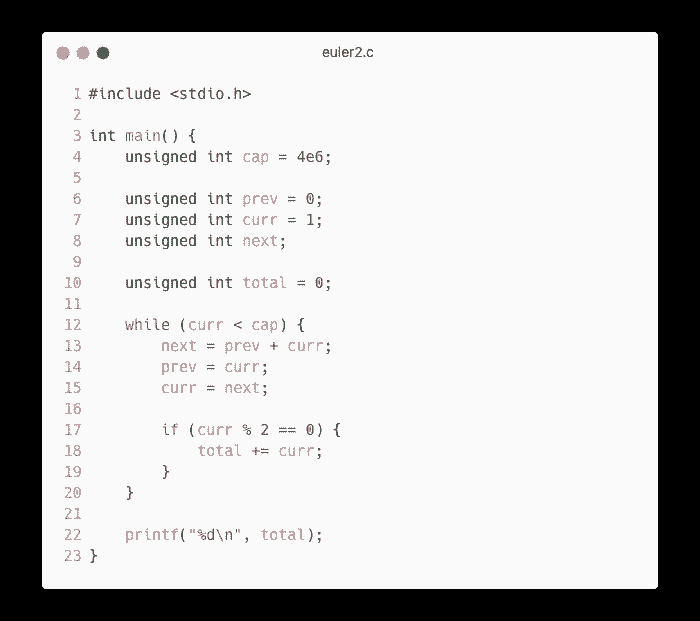 euler2.c
1 #include <stdio.h>
2
3 int main() {
4     unsigned int cap = 4e6;
5
6     unsigned int prev = 0;
7     unsigned int curr = 1;
8     unsigned int next;
9
10     unsigned int total = 0;
11
12     while (curr < cap) {
13         next = prev + curr;
14         prev = curr;
15         curr = next;
16
17         if (curr % 2 == 0) {
18             total += curr;
19         }
20     }
21
22     printf("%d\n", total);
23 }